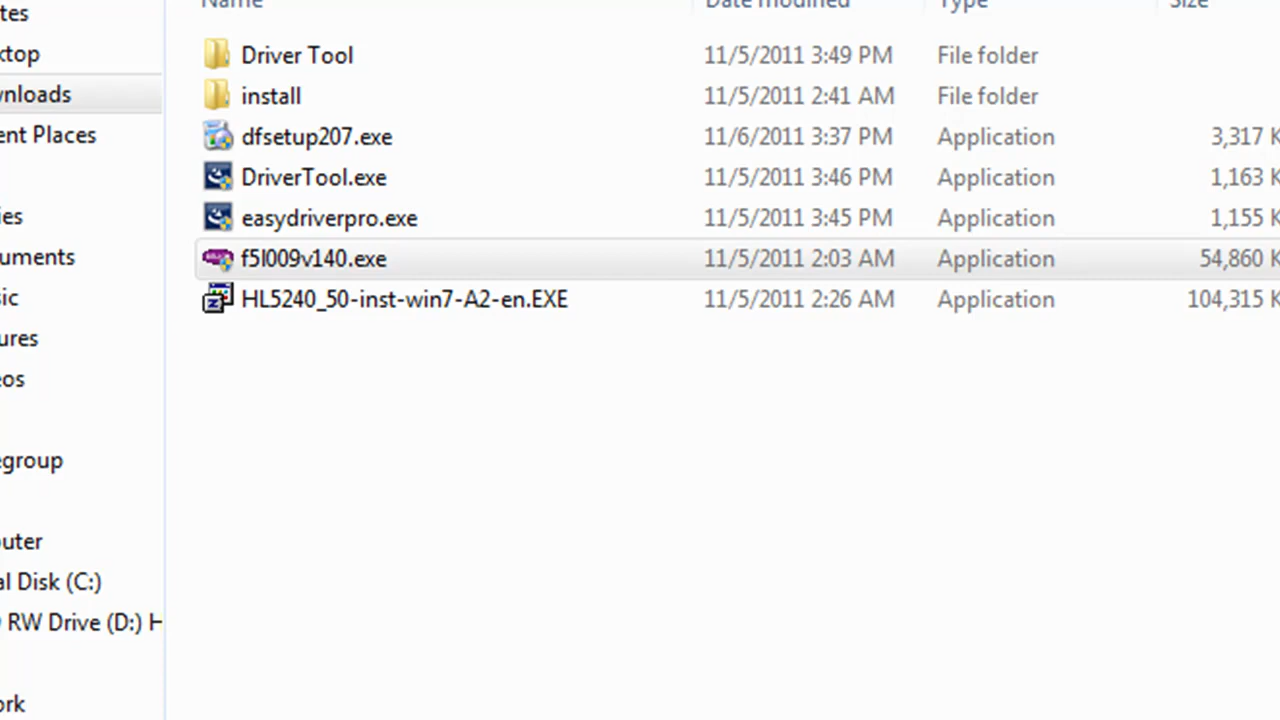 Name Date modified Type Size
tes
Driver Tool 11/5/2011 3:49 PM File folder
ktop
install 11/5/2011 2:41 AM File folder
wnloads
dfsetup207.exe 11/6/2011 3:37 PM Application 3,317 K
ent Places
DriverTool.exe 11/5/2011 3:46 PM Application 1,163 K
easydriverpro.exe 11/5/2011 3:45 PM Application 1,155 K
ies
f5l009v140.exe 11/5/2011 2:03 AM Application 54,860 K
uments
HL5240_50-inst-win7-A2-en.EXE 11/5/2011 2:26 AM Application 104,315 K
sic
ures
eos
egroup
puter
al Disk (C:)
RW Drive (D:) H
ork